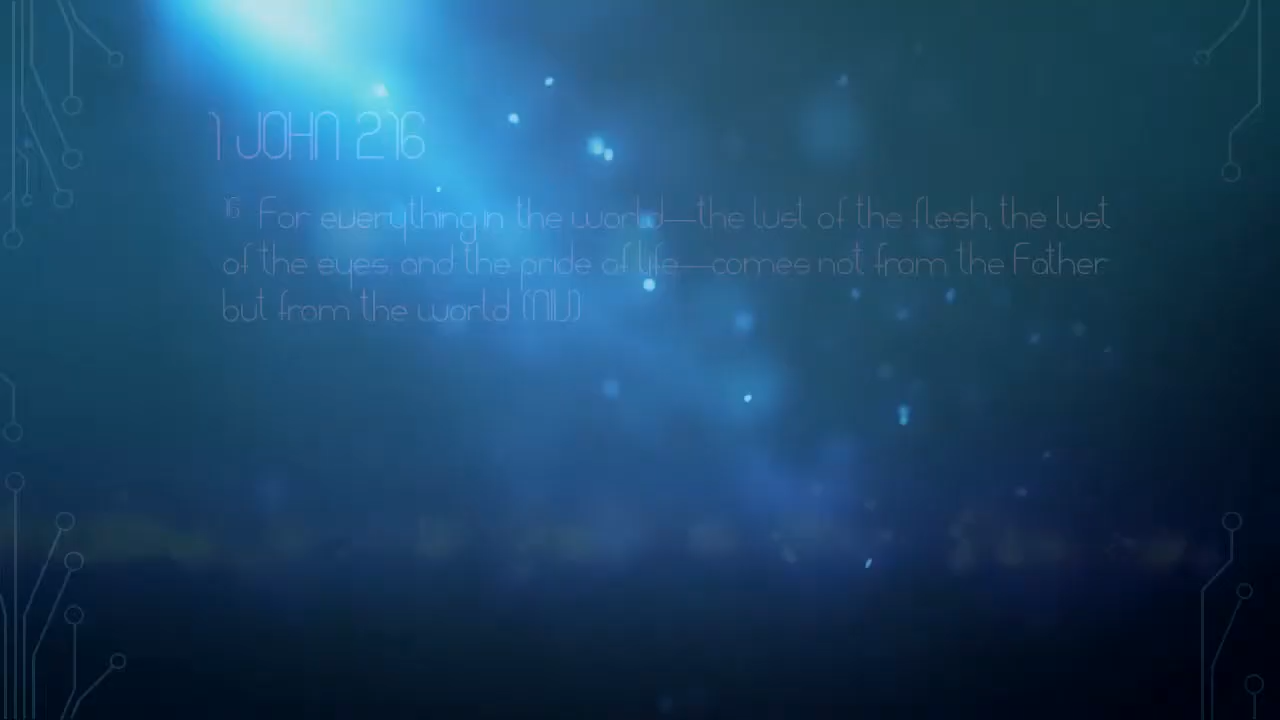 1 JOHN 2:16
16 For everything in the world—the lust of the flesh, the lust
of the eyes and the pride of life—comes not from the Father
but from the world (NIV)